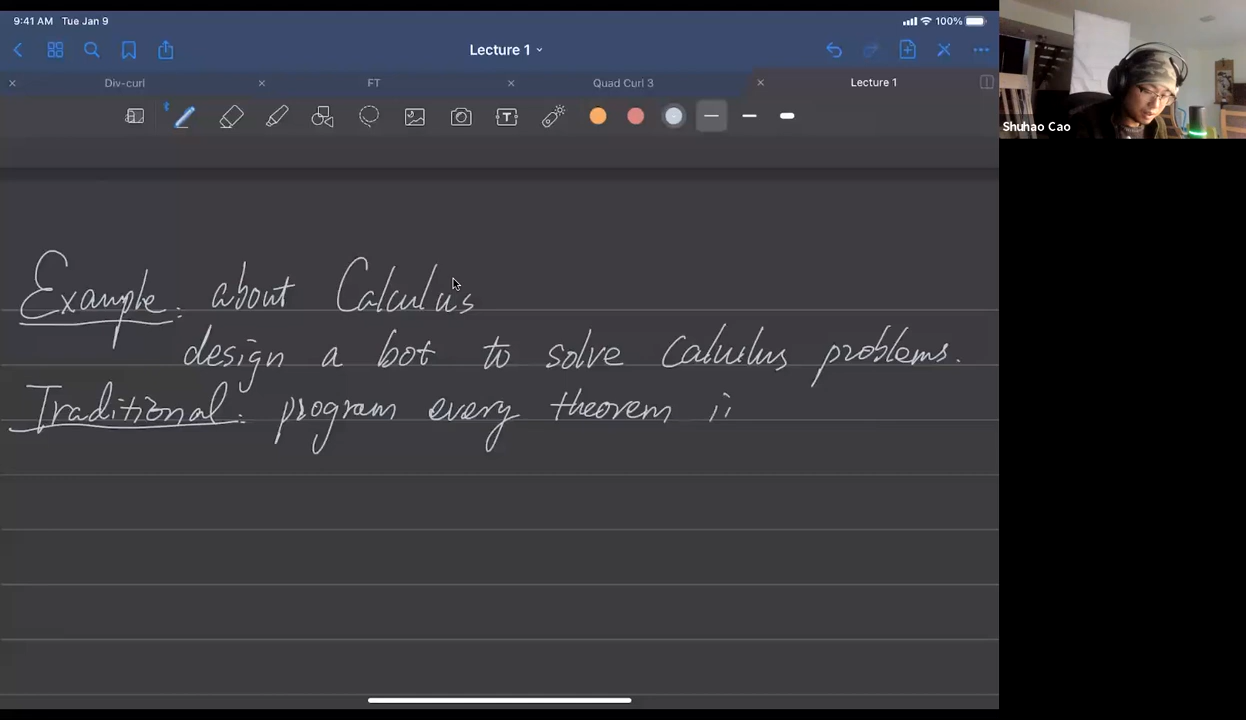 9:41 AM Tue Jan 9
100%
Lecture 1
Div-curl
FT
Quad Curl 3
Lecture 1
Shuhao Cao
Example: about Calculus
design a bot to solve Calculus problems.
Traditional: program every theorem